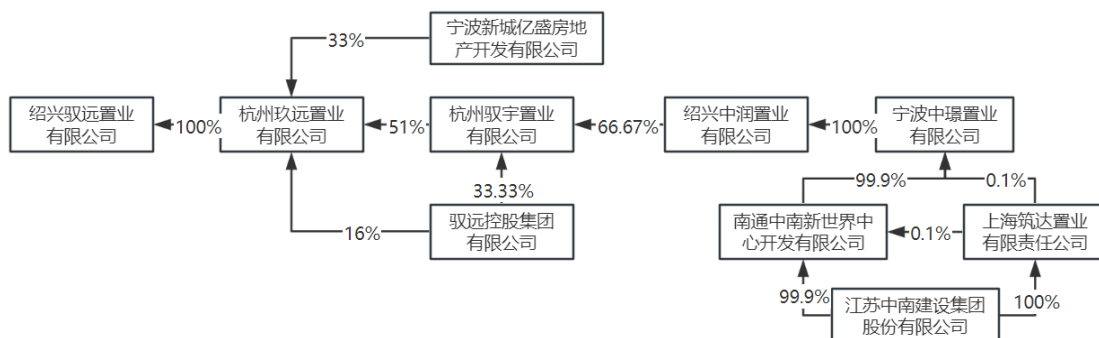 宁波新城亿盛房地
产开发有限公司
33%
绍兴驭远置业
有限公司
100%
杭州玖远置业
有限公司
51%
杭州驭宇置业
有限公司
66.67%
绍兴中润置业
有限公司
100%
宁波中璟置业
有限公司
33.33%
99.9%
0.1%
16%
驭远控股集团
有限公司
南通中南新世界中
心开发有限公司
0.1%
上海筑达置业
有限责任公司
99.9%
江苏中南建设集团
股份有限公司
100%